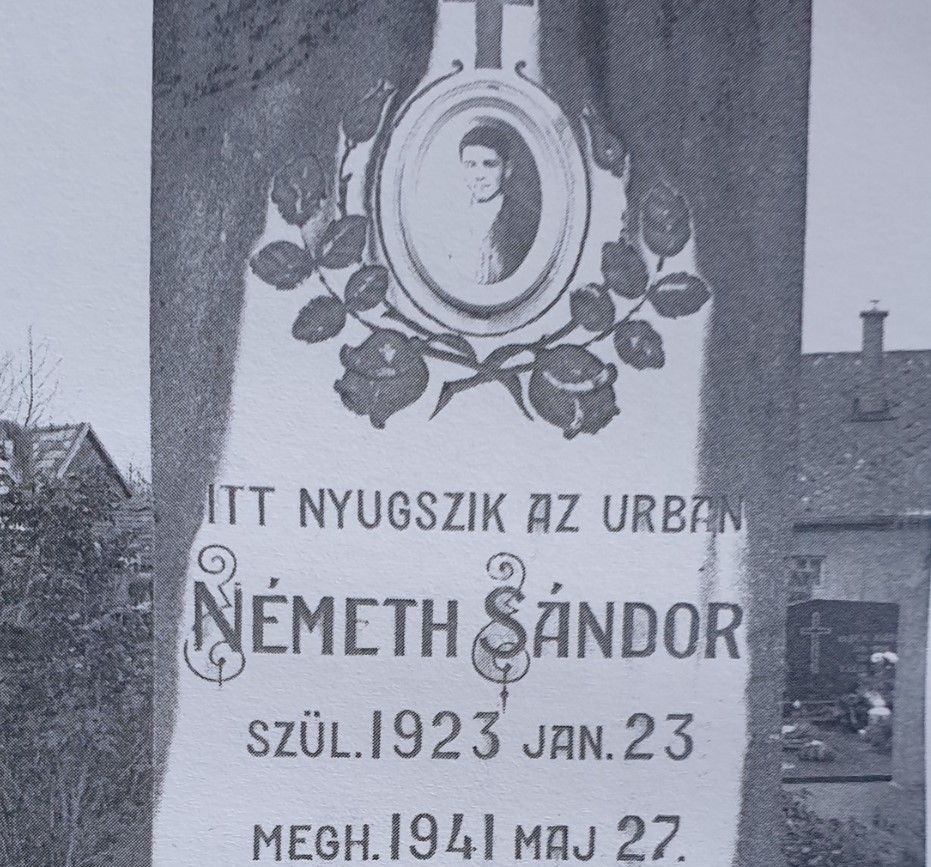 ITT NYUGSZIK AZ URBAN
NÉMETH SÁNDOR
SZÜL. 1923 JAN. 23
MEGH. 1941 MAJ 27.